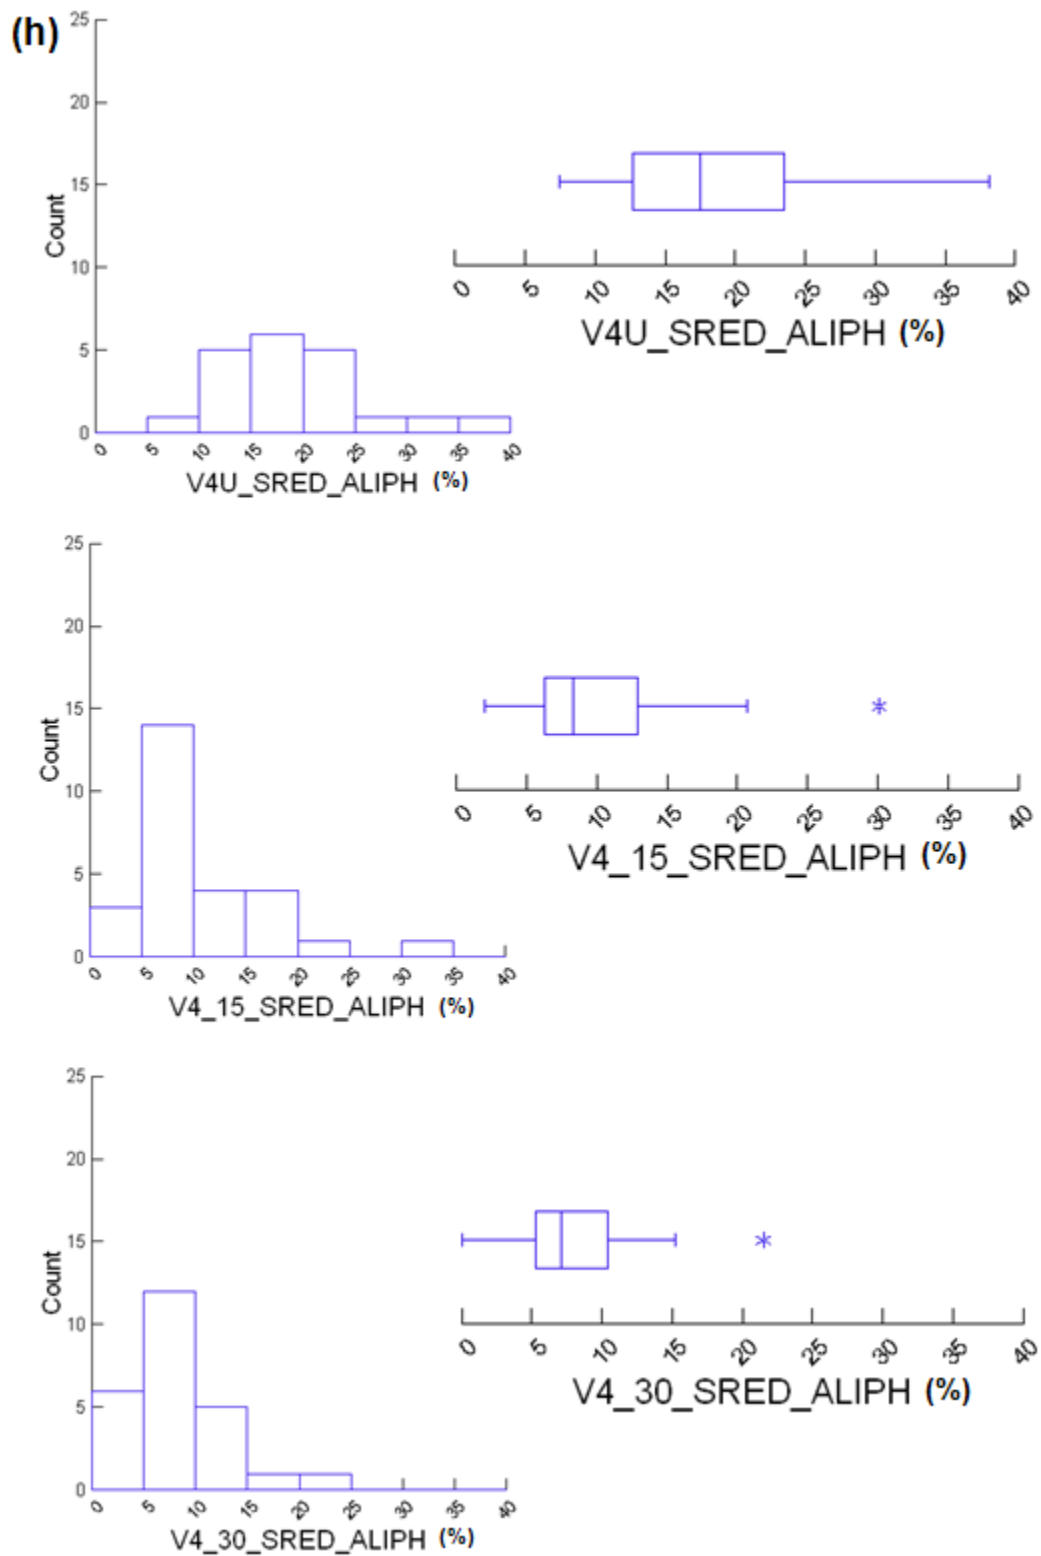 (h)
25
20
15
10
5
0
Count
0 5 10 15 20 25 30 35 40
V4U_SRED_ALIPH (%)
0 5 10 15 20 25 30 35 40
V4U_SRED_ALIPH (%)
25
20
15
10
5
0
Count
0 5 10 15 20 25 30 35 40
V4_15_SRED_ALIPH (%)
0 5 10 15 20 25 30 35 40
V4_15_SRED_ALIPH (%)
25
20
15
10
5
0
Count
0 5 10 15 20 25 30 35 40
V4_30_SRED_ALIPH (%)
0 5 10 15 20 25 30 35 40
V4_30_SRED_ALIPH (%)